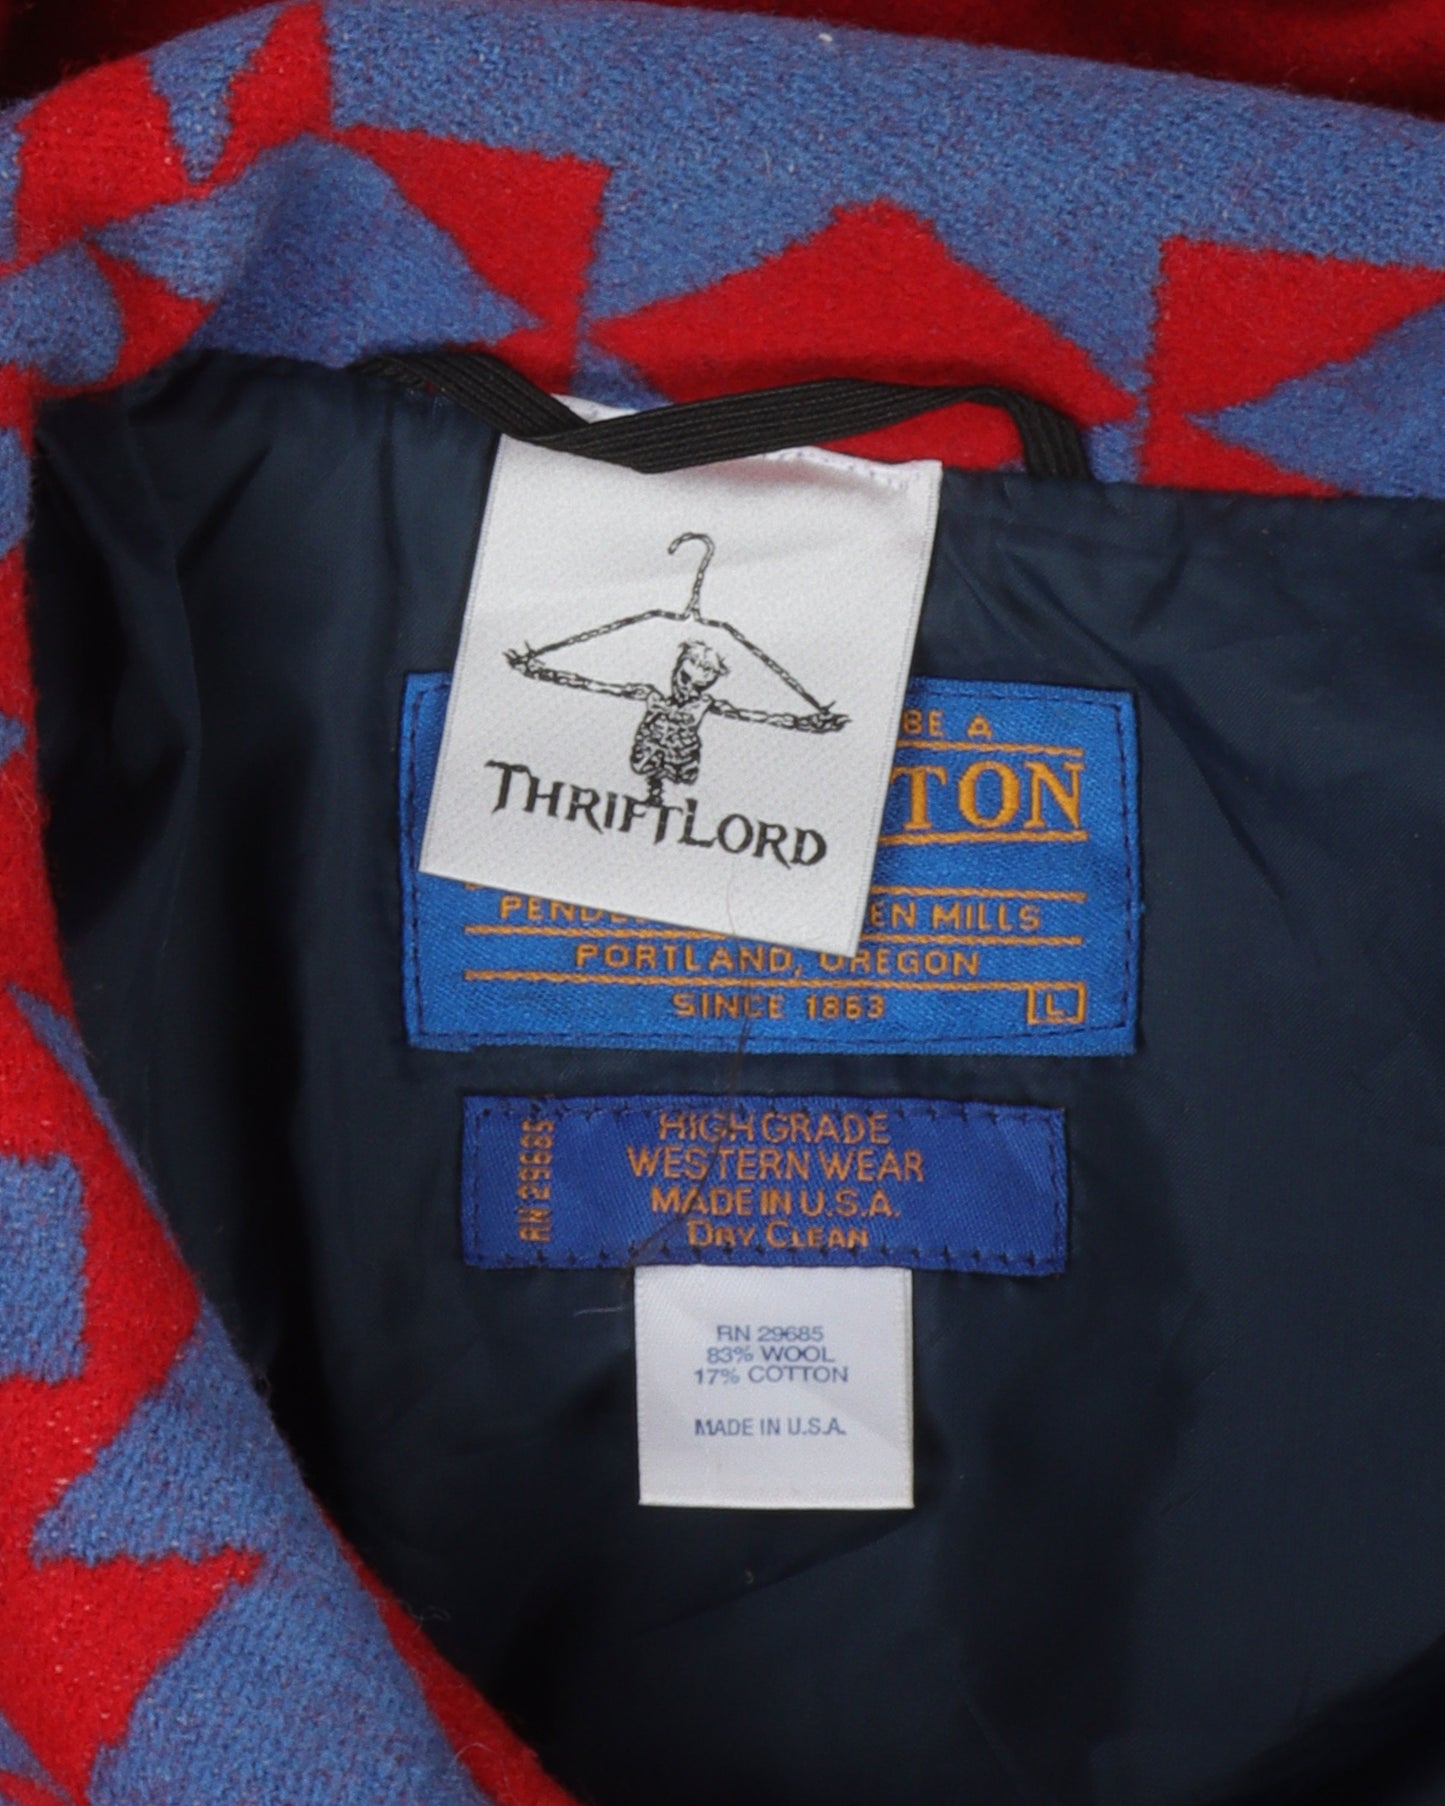 THRIFTLORD
BE A
TON
PEND EN MILLS
PORTLAND, OREGON
SINCE 1863 L
RN 29685
HIGH GRADE
WESTERN WEAR
MADE IN U.S.A.
DRY CLEAN
RN 29685
83% WOOL
17% COTTON
MADE IN U.S.A.